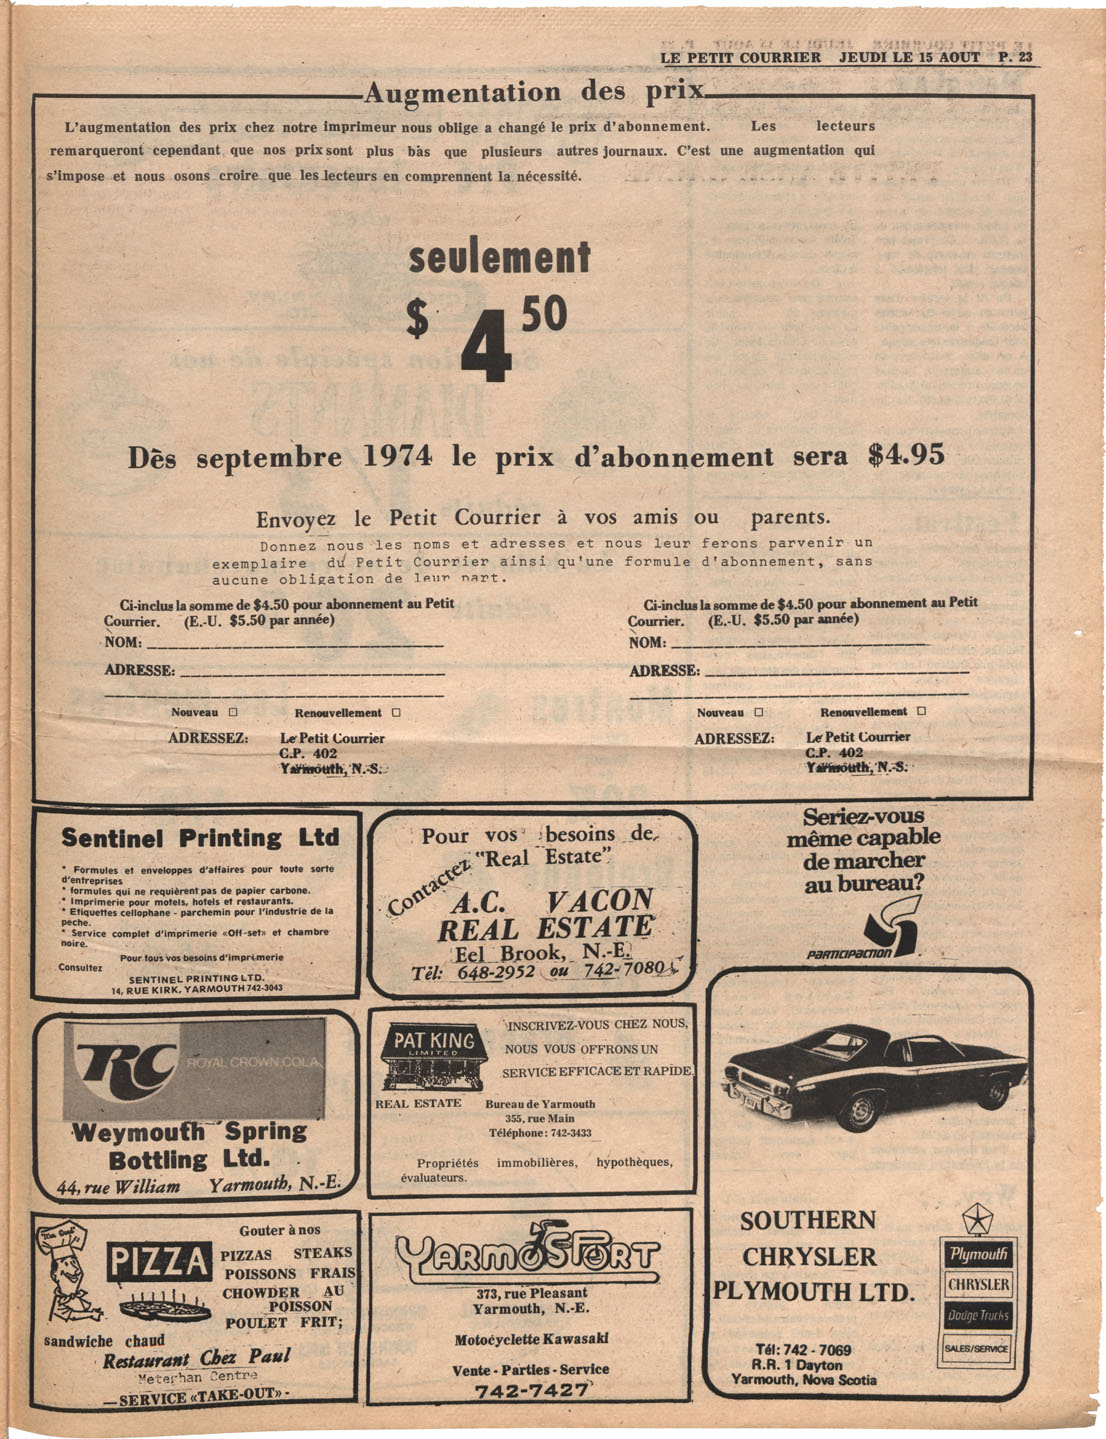 LE PETIT COURRIER JEUDI LE 15 AOUT P. 23
Augmentation des prix
L'augmentation des prix chez notre imprimeur nous oblige a changé le prix d'abonnement. Les lecteurs
remarqueront cependant que nos prix sont plus bàs que plusieurs autres journaux. C'est une augmentation qui
s'impose et nous osons croire que les lecteurs en comprennent la nécessité.
seulement
$ 4 50
Dès septembre 1974 le prix d'abonnement sera $4.95
Envoyez le Petit Courrier à vos amis ou parents.
Donnez nous les noms et adresses et nous leur ferons parvenir un
exemplaire du Petit Courrier ainsi qu'une formule d'abonnement, sans
aucune obligation de leur part.
Ci-inclus la somme de $4.50 pour abonnement au Petit
Courrier. (E.-U. $5.50 par année)
NOM:
ADRESSE:
Nouveau Renouvellement
ADRESSEZ: Le Petit Courrier
C.P. 402
Yarmouth, N.-S.
Ci-inclus la somme de $4.50 pour abonnement au Petit
Courrier. (E.-U. $5.50 par année)
NOM:
ADRESSE:
Nouveau Renouvellement
ADRESSEZ: Le Petit Courrier
C.P. 402
Yarmouth, N.-S.
Sentinel Printing Ltd
* Formules et enveloppes d'affaires pour toute sorte
d'entreprises
* formules qui ne requièrent pas de papier carbone.
* Imprimerie pour motels, hotels et restaurants.
* Etiquettes cellophane - parchemin pour l'industrie de la
peche.
* Service complet d'imprimerie «Off-set» et chambre
noire.
Pour tous vos besoins d'imprimerie
Consultez
SENTINEL PRINTING LTD.
14, RUE KIRK, YARMOUTH 742-3043
Pour vos besoins de
"Real Estate"
Contactez
A.C. VACON
REAL ESTATE
Eel Brook, N.-E.
Tél: 648-2952 ou 742-7080
Seriez-vous
même capable
de marcher
au bureau?
PARTICIPACTION
RC ROYAL CROWN COLA
Weymouth Spring
Bottling Ltd.
44, rue William Yarmouth, N.-E.
PAT KING
LIMITED
REAL ESTATE
INSCRIVEZ-VOUS CHEZ NOUS,
NOUS VOUS OFFRONS UN
SERVICE EFFICACE ET RAPIDE.
Bureau de Yarmouth
355, rue Main
Téléphone: 742-3433
Propriétés immobilières, hypothèques,
évaluateurs.
SOUTHERN
CHRYSLER
PLYMOUTH LTD.
Plymouth
CHRYSLER
Dodge Trucks
SALES/SERVICE
Tél: 742 - 7069
R.R. 1 Dayton
Yarmouth, Nova Scotia
PIZZA
Gouter à nos
PIZZAS STEAKS
POISSONS FRAIS
CHOWDER AU
POISSON
POULET FRIT;
sandwiche chaud
Restaurant Chez Paul
Meteghan Centre
—SERVICE «TAKE-OUT»-
YARMOSPORT
373, rue Pleasant
Yarmouth, N.-E.
Motocyclette Kawasaki
Vente - Parties - Service
742-7427